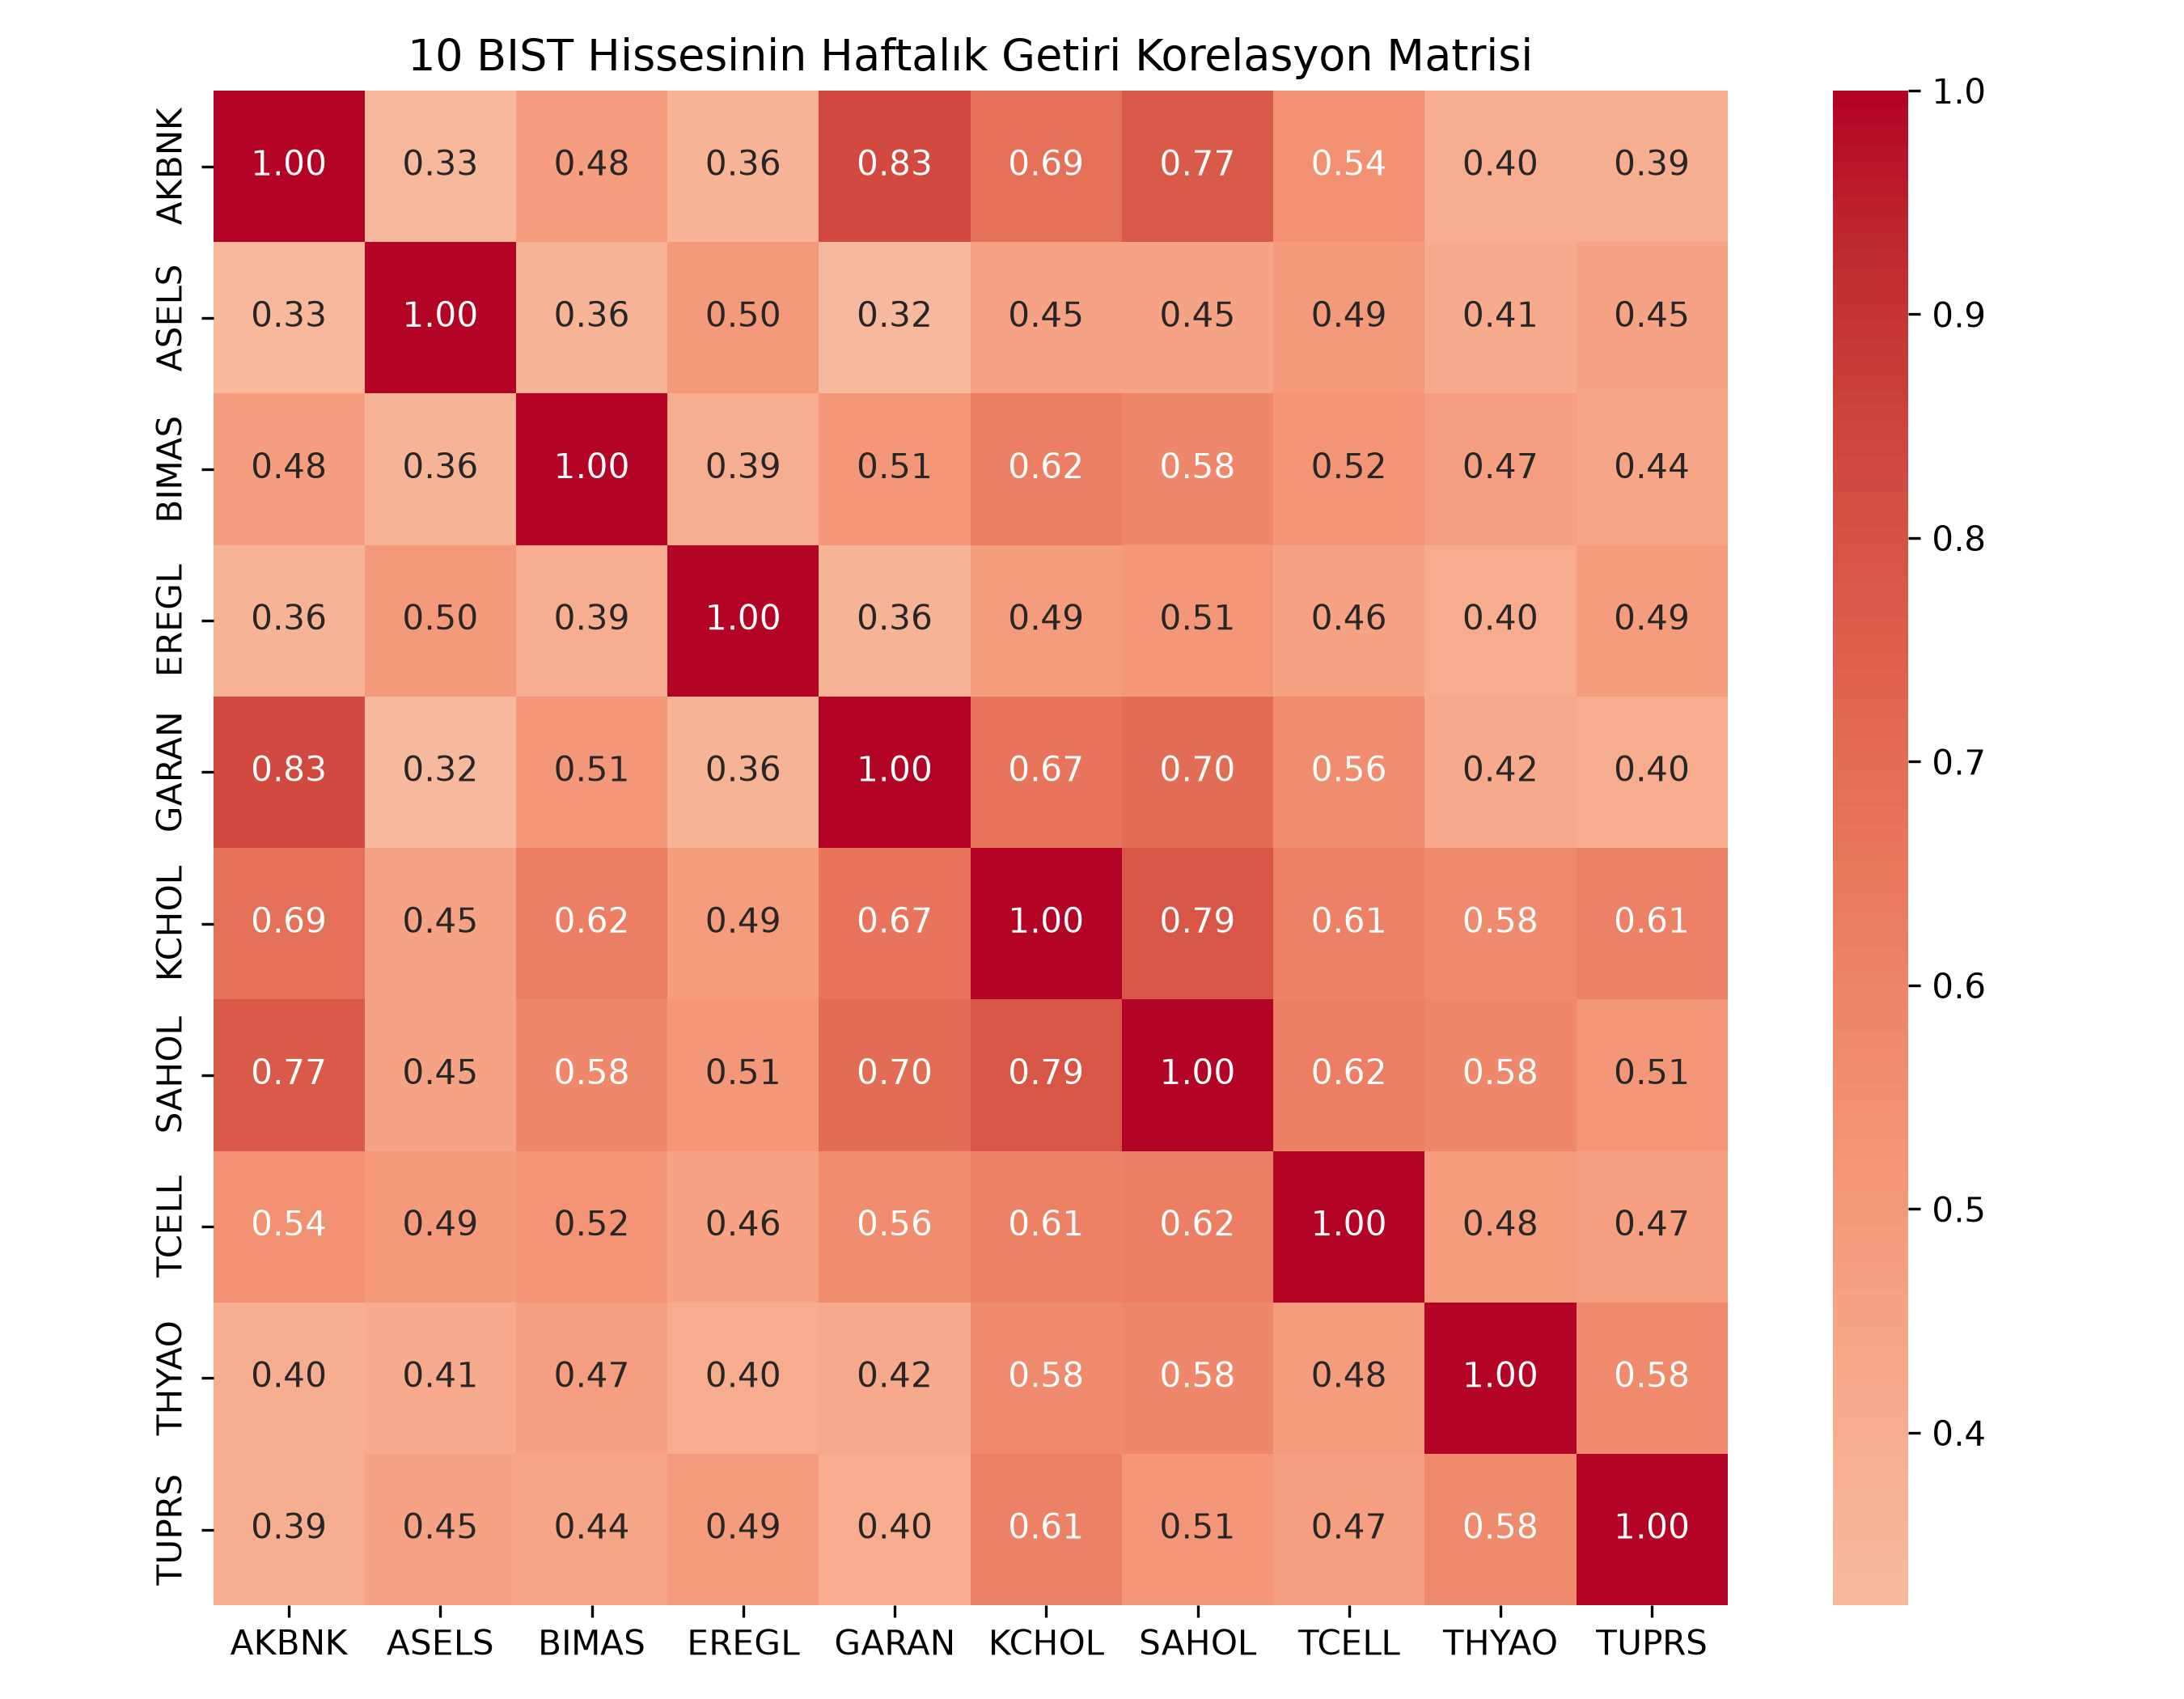 10 BIST Hissesinin Haftalık Getiri Korelasyon Matrisi
AKBNK 1.00 0.33 0.48 0.36 0.83 0.69 0.77 0.54 0.40 0.39
ASELS 0.33 1.00 0.36 0.50 0.32 0.45 0.45 0.49 0.41 0.45
BIMAS 0.48 0.36 1.00 0.39 0.51 0.62 0.58 0.52 0.47 0.44
EREGL 0.36 0.50 0.39 1.00 0.36 0.49 0.51 0.46 0.40 0.49
GARAN 0.83 0.32 0.51 0.36 1.00 0.67 0.70 0.56 0.42 0.40
KCHOL 0.69 0.45 0.62 0.49 0.67 1.00 0.79 0.61 0.58 0.61
SAHOL 0.77 0.45 0.58 0.51 0.70 0.79 1.00 0.62 0.58 0.51
TCELL 0.54 0.49 0.52 0.46 0.56 0.61 0.62 1.00 0.48 0.47
THYAO 0.40 0.41 0.47 0.40 0.42 0.58 0.58 0.48 1.00 0.58
TUPRS 0.39 0.45 0.44 0.49 0.40 0.61 0.51 0.47 0.58 1.00
AKBNK ASELS BIMAS EREGL GARAN KCHOL SAHOL TCELL THYAO TUPRS
1.0
0.9
0.8
0.7
0.6
0.5
0.4